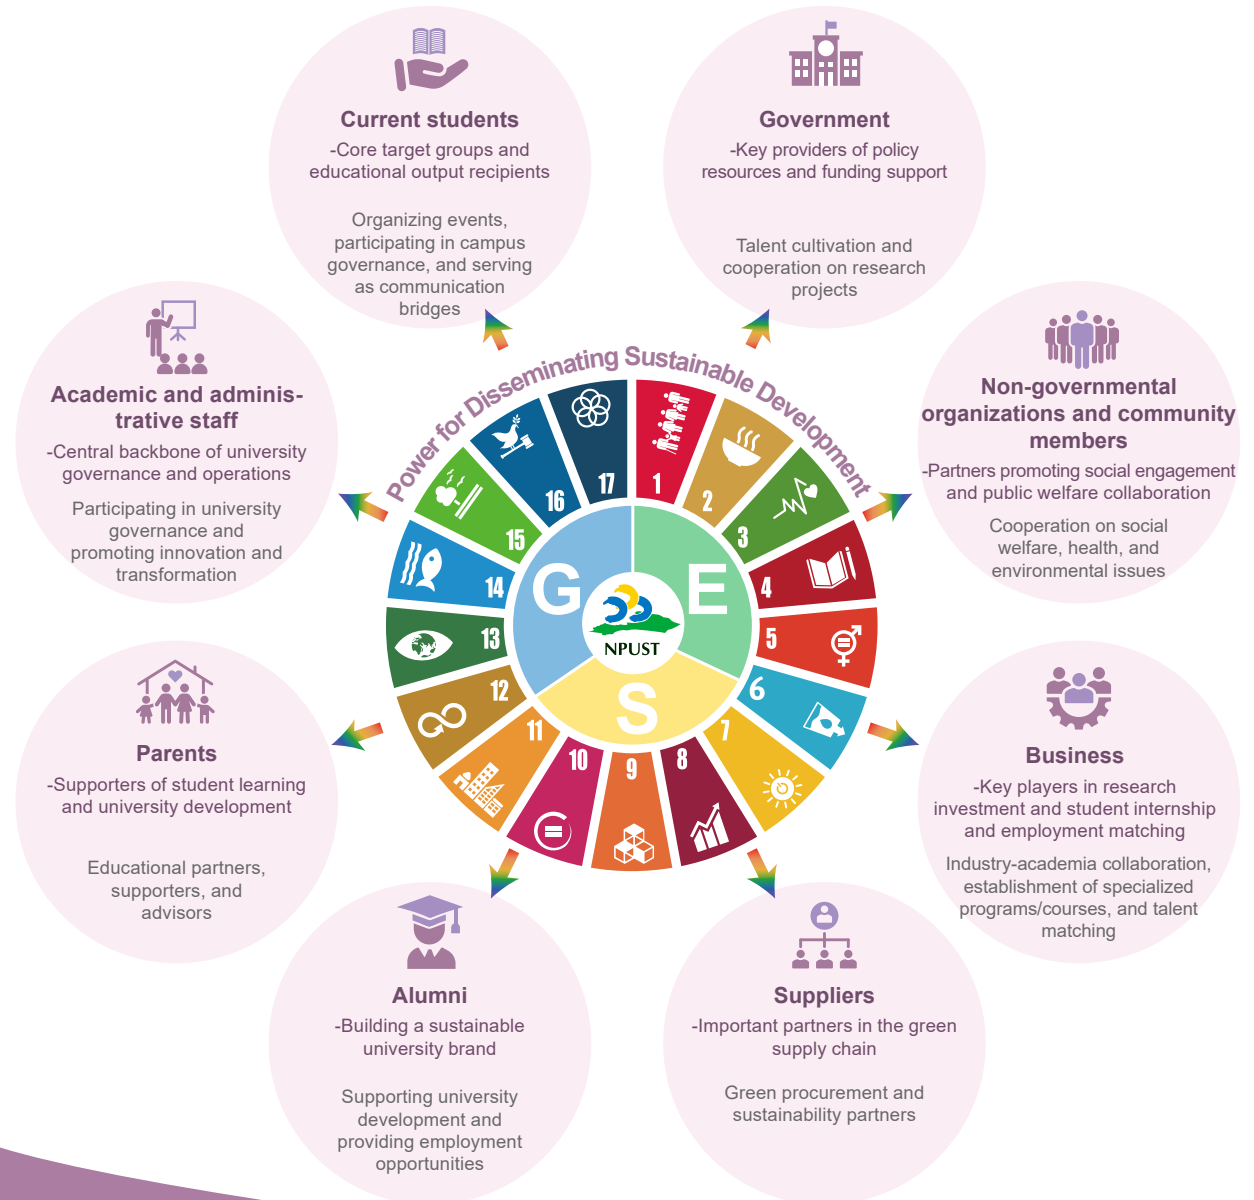 Current students
-Core target groups and
educational output recipients
Organizing events,
participating in campus
governance, and serving
as communication
bridges
Government
-Key providers of policy
resources and funding support
Talent cultivation and
cooperation on research
projects
Academic and adminis-
trative staff
-Central backbone of university
governance and operations
Participating in university
governance and
promoting innovation and
transformation
Non-governmental
organizations and community
members
-Partners promoting social engagement
and public welfare collaboration
Cooperation on social
welfare, health, and
environmental issues
Power for Disseminating Sustainable Development
1
2
3
4
5
6
7
8
9
10
11
12
13
14
15
16
17
G
E
S
NPUST
Parents
-Supporters of student learning
and university development
Educational partners,
supporters, and
advisors
Business
-Key players in research
investment and student internship
and employment matching
Industry-academia collaboration,
establishment of specialized
programs/courses, and talent
matching
Alumni
-Building a sustainable
university brand
Supporting university
development and
providing employment
opportunities
Suppliers
-Important partners in the green
supply chain
Green procurement and
sustainability partners